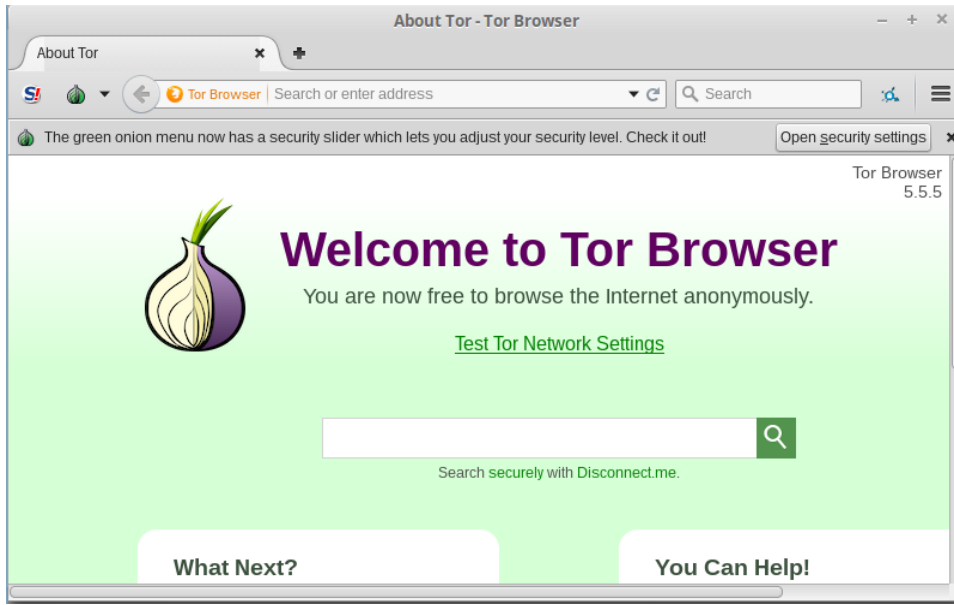 About Tor - Tor Browser
About Tor
S! Tor Browser Search or enter address Search
The green onion menu now has a security slider which lets you adjust your security level. Check it out! Open security settings
Tor Browser
5.5.5
Welcome to Tor Browser
You are now free to browse the Internet anonymously.
Test Tor Network Settings
Search securely with Disconnect.me.
What Next? You Can Help!